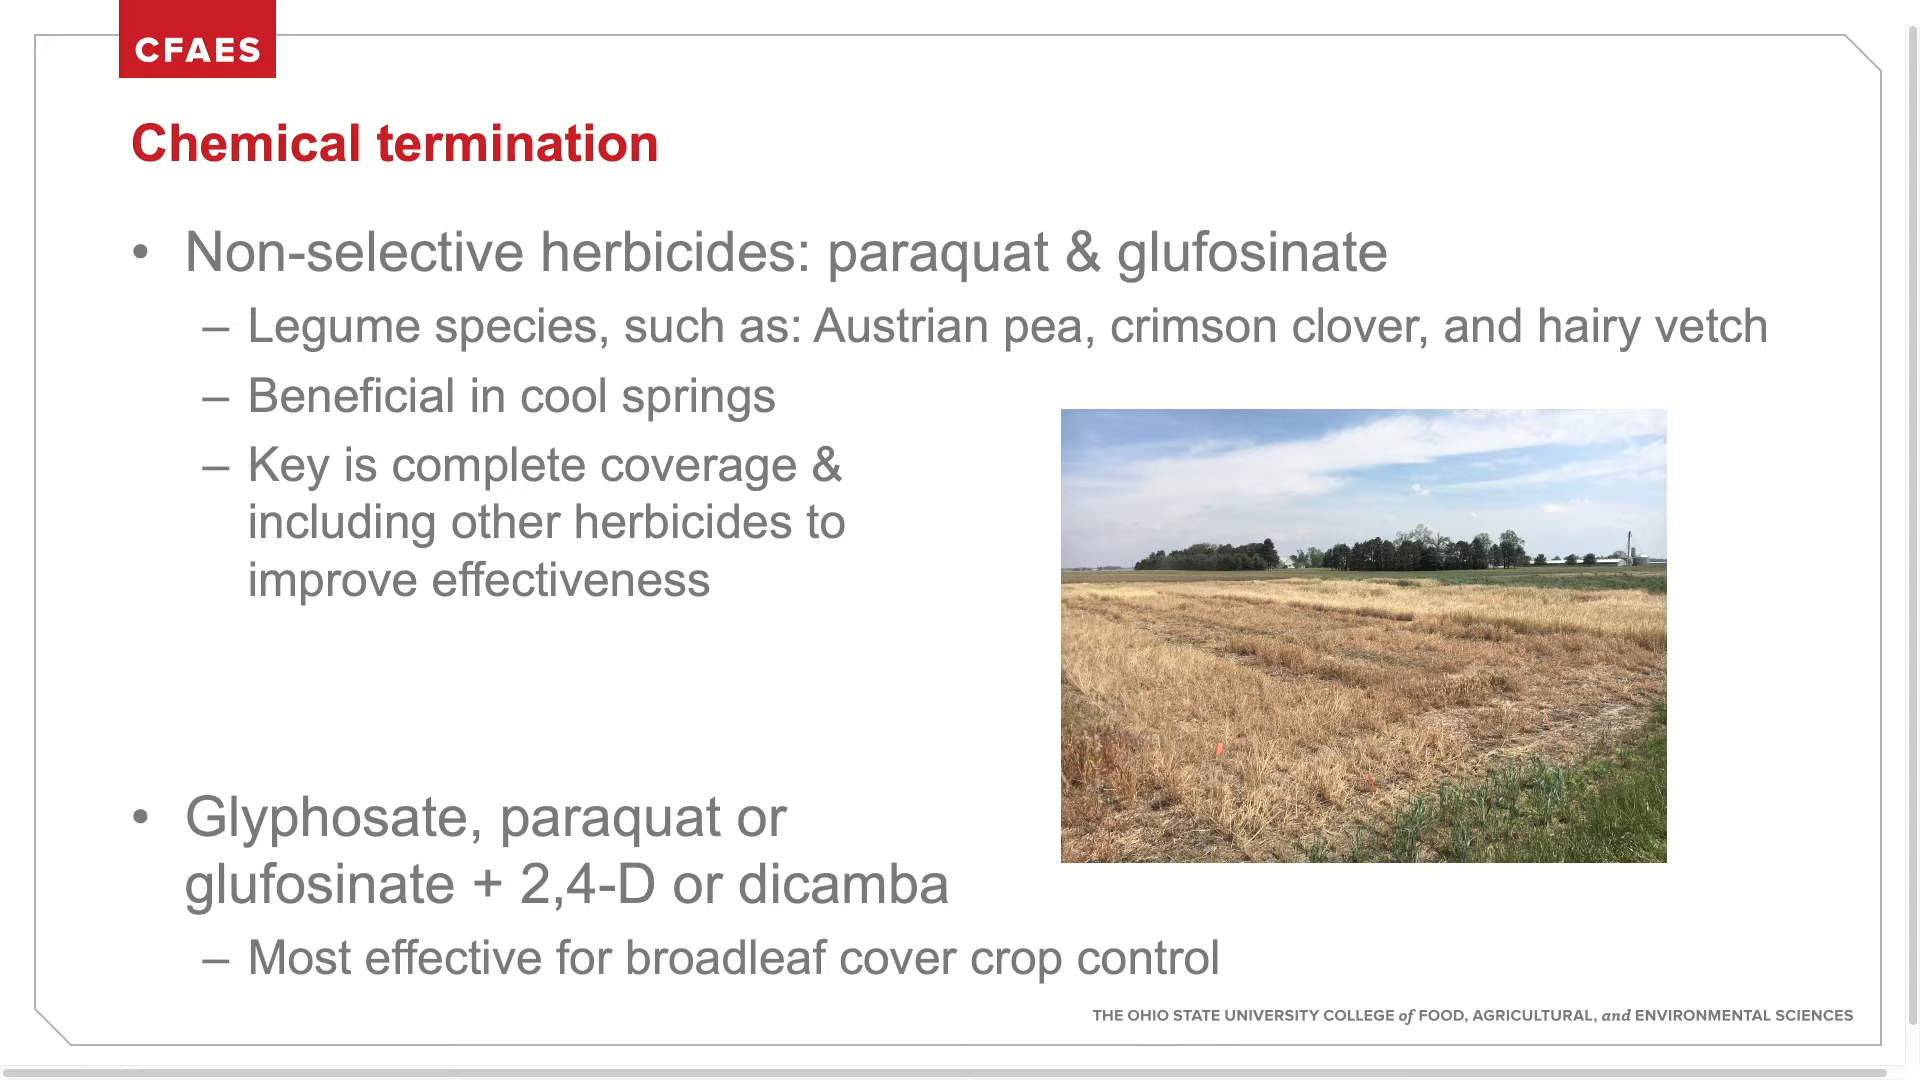 CFAES
Chemical termination
• Non-selective herbicides: paraquat & glufosinate
– Legume species, such as: Austrian pea, crimson clover, and hairy vetch
– Beneficial in cool springs
– Key is complete coverage &
including other herbicides to
improve effectiveness
• Glyphosate, paraquat or
glufosinate + 2,4-D or dicamba
– Most effective for broadleaf cover crop control
THE OHIO STATE UNIVERSITY COLLEGE of FOOD, AGRICULTURAL, and ENVIRONMENTAL SCIENCES